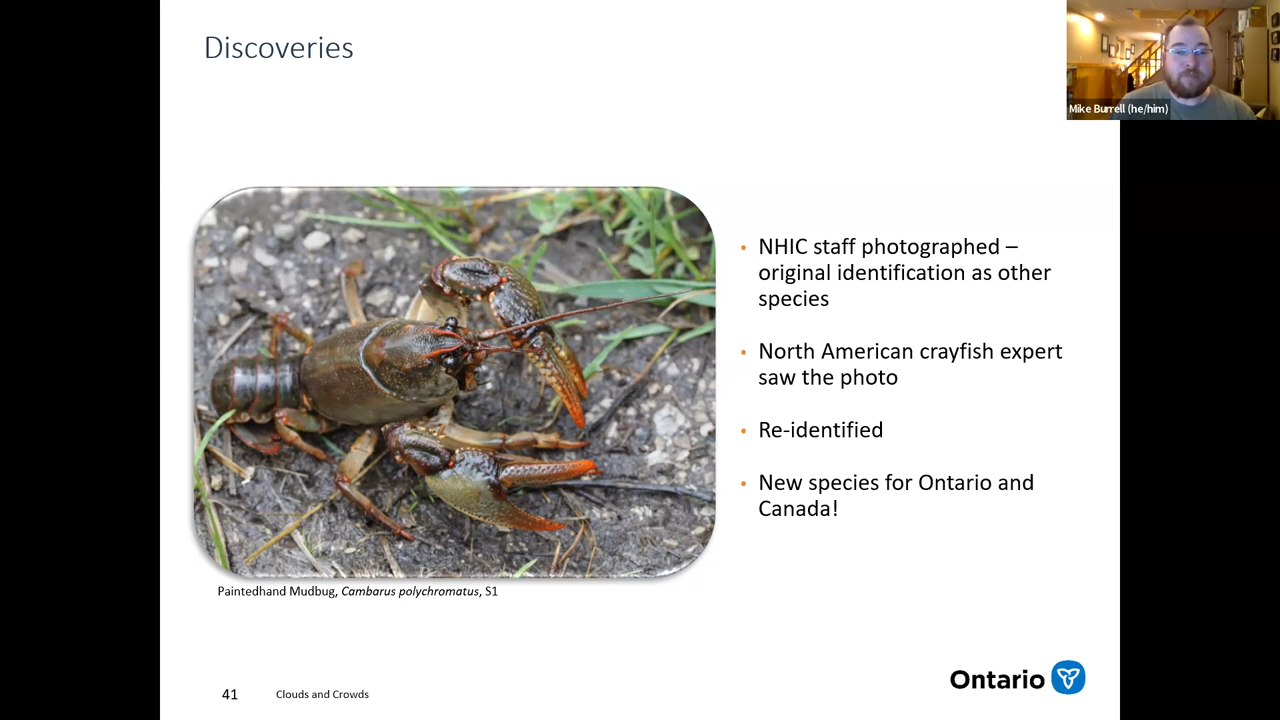 Discoveries
Mike Burrell (he/him)
• NHIC staff photographed –
original identification as other
species
• North American crayfish expert
saw the photo
• Re-identified
• New species for Ontario and
Canada!
Paintedhand Mudbug, Cambarus polychromatus, S1
Ontario
41
Clouds and Crowds